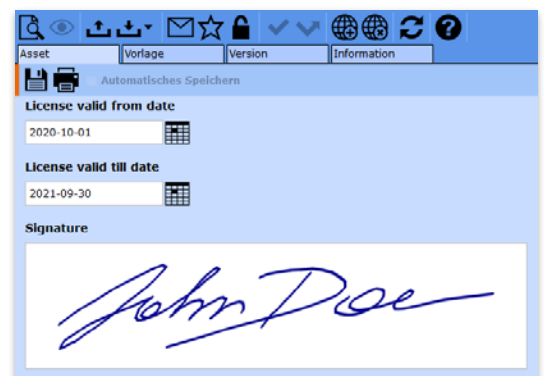 Asset Vorlage Version Information
Automatisches Speichern
License valid from date
2020-10-01
License valid till date
2021-09-30
Signature
John Doe